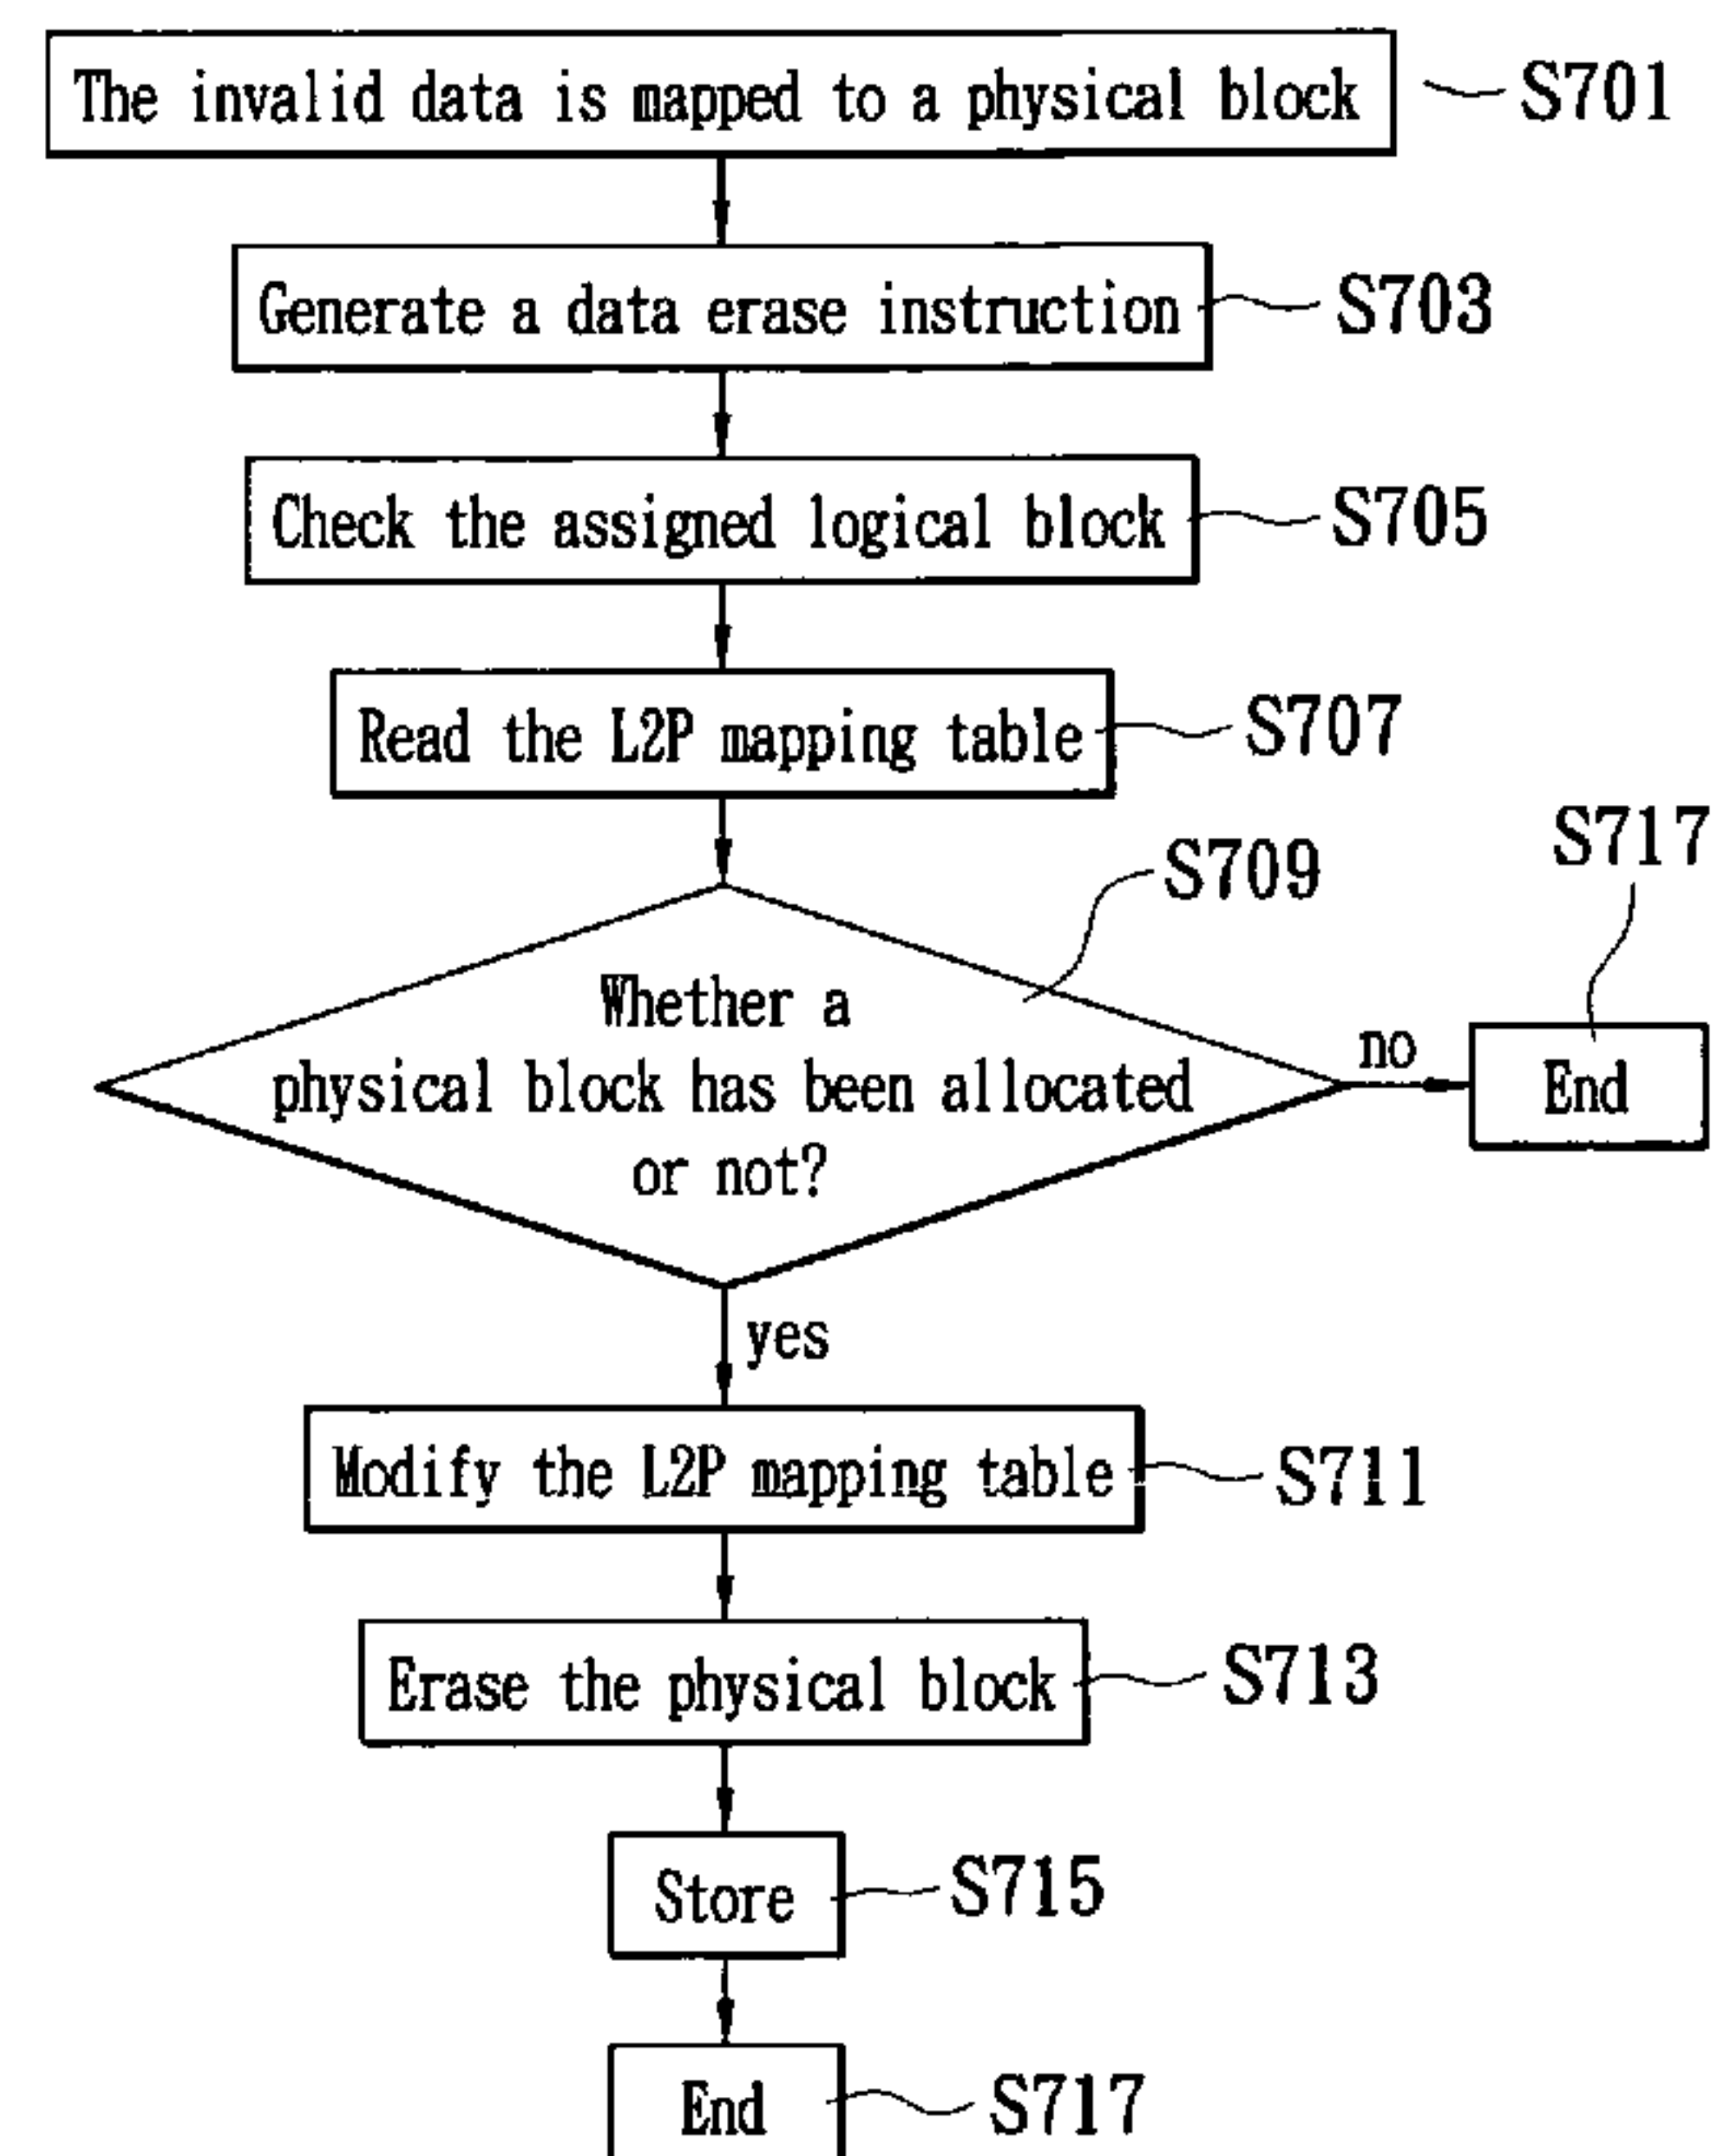 The invalid data is mapped to a physical block
S701
Generate a data erase instruction
S703
Check the assigned logical block
S705
Read the L2P mapping table
S707
S709
S717
Whether a
physical block has been allocated
or not?
no
End
yes
Modify the L2P mapping table
S711
Erase the physical block
S713
Store
S715
End
S717